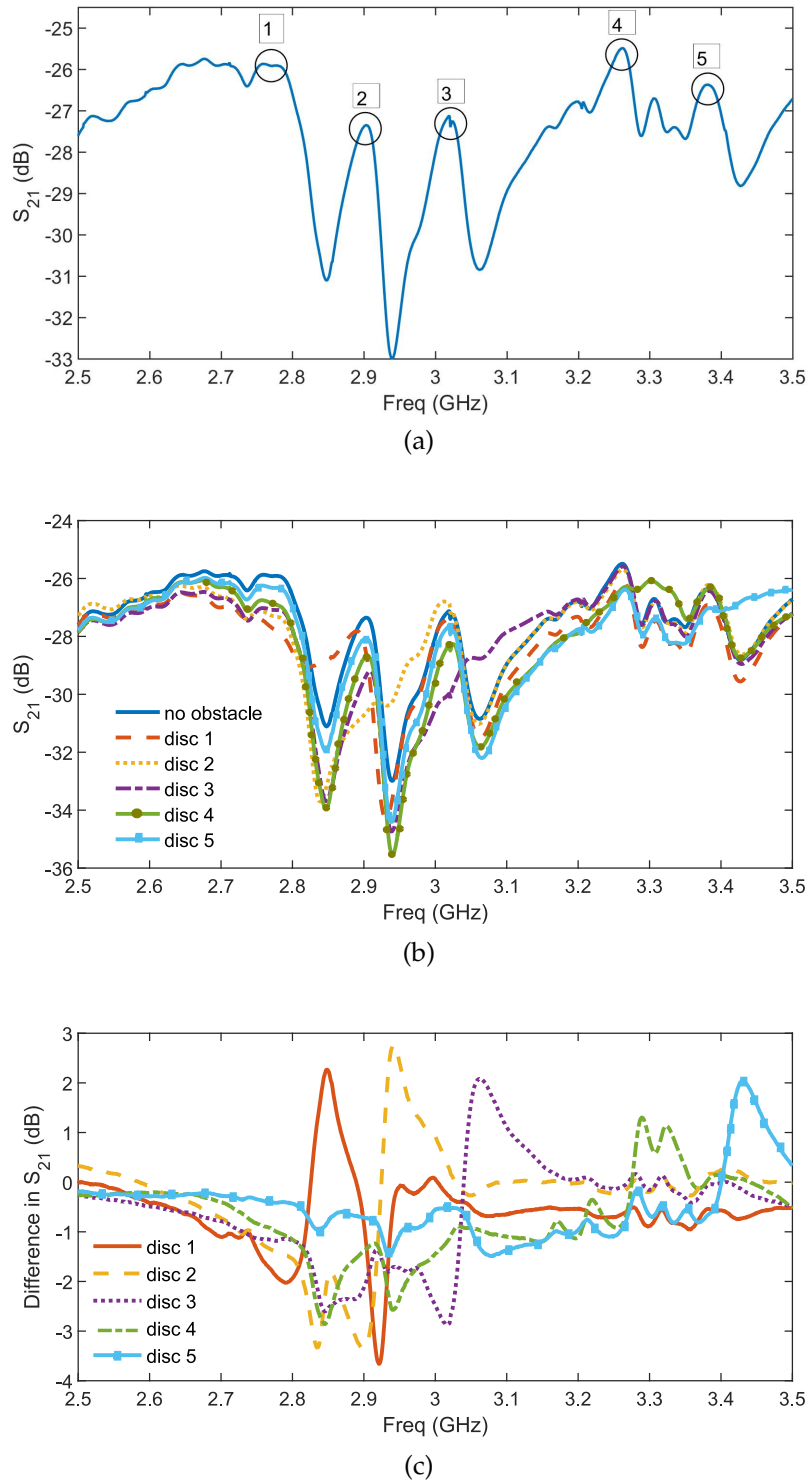 1
2
3
4
5
-25
-26
-27
-28
-29
-30
-31
-32
-33
S21 (dB)
2.5 2.6 2.7 2.8 2.9 3 3.1 3.2 3.3 3.4 3.5
Freq (GHz)
(a)
-24
-26
-28
-30
-32
-34
-36
S21 (dB)
no obstacle
disc 1
disc 2
disc 3
disc 4
disc 5
2.5 2.6 2.7 2.8 2.9 3 3.1 3.2 3.3 3.4 3.5
Freq (GHz)
(b)
3
2
1
0
-1
-2
-3
-4
Difference in S21 (dB)
disc 1
disc 2
disc 3
disc 4
disc 5
2.5 2.6 2.7 2.8 2.9 3 3.1 3.2 3.3 3.4 3.5
Freq (GHz)
(c)